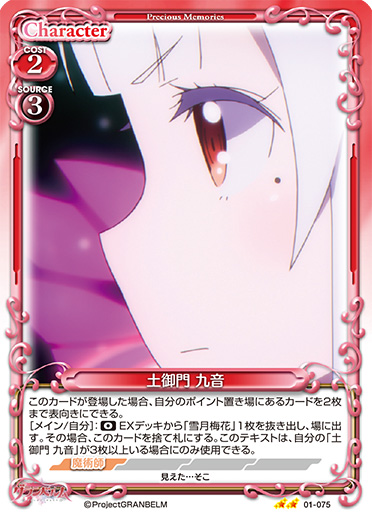 Precious Memories
Character
COST
2
SOURCE
3
土御門 九音
このカードが登場した場合、自分のポイント置き場にあるカードを2枚
まで表向きにできる。
[メイン/自分]:0 EXデッキから「雪月梅花」1枚を抜き出し、場に出
す。その場合、このカードを捨て札にする。このテキストは、自分の「土
御門 九音」が3枚以上いる場合にのみ使用できる。
魔術師
見えた…そこ
グランベルム
01-075
©ProjectGRANBELM